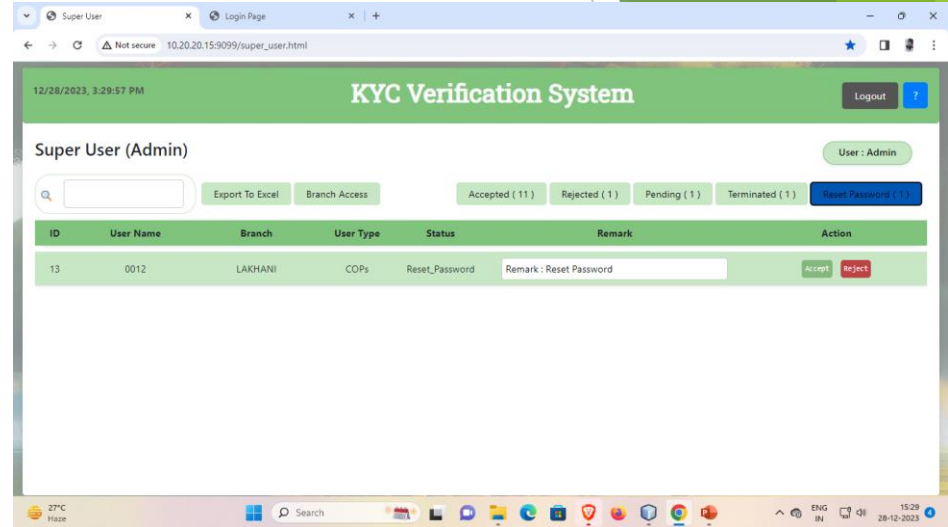 Super User
Login Page
Not secure 10.20.20.15:9099/super_user.html
12/28/2023, 3:29:57 PM
KYC Verification System
Logout
?
Super User (Admin)
User : Admin
Export To Excel
Branch Access
Accepted ( 11 )
Rejected ( 1 )
Pending ( 1 )
Terminated ( 1 )
Reset Password ( 1 )
ID User Name Branch User Type Status Remark Action
13 0012 LAKHANI COPs Reset_Password Remark : Reset Password Accept Reject
27°C
Haze
Search
ENG
IN
15:29
28-12-2023
4